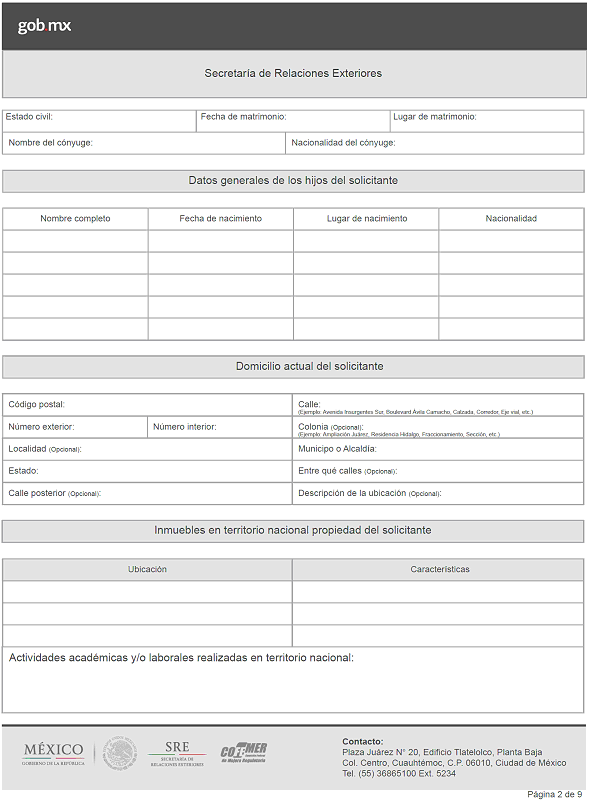 gob.mx
Secretaría de Relaciones Exteriores
Estado civil:
Fecha de matrimonio:
Lugar de matrimonio:
Nombre del cónyuge:
Nacionalidad del cónyuge:
Datos generales de los hijos del solicitante
Nombre completo
Fecha de nacimiento
Lugar de nacimiento
Nacionalidad
Domicilio actual del solicitante
Código postal:
Calle:
(Ejemplo: Avenida Insurgentes Sur, Boulevard Ávila Camacho, Calzada, Corredor, Eje vial, etc.)
Número exterior:
Número interior:
Colonia (Opcional):
(Ejemplo: Ampliación Juárez, Residencia Hidalgo, Fraccionamiento, Sección, etc.)
Localidad (Opcional):
Municipo o Alcaldía:
Estado:
Entre qué calles (Opcional):
Calle posterior (Opcional):
Descripción de la ubicación (Opcional):
Inmuebles en territorio nacional propiedad del solicitante
Ubicación
Características
Actividades académicas y/o laborales realizadas en territorio nacional:
MÉXICO
GOBIERNO DE LA REPÚBLICA
SRE
SECRETARÍA DE
RELACIONES EXTERIORES
COFEMER
de Mejora Regulatoria
Contacto:
Plaza Juárez N° 20, Edificio Tlatelolco, Planta Baja
Col. Centro, Cuauhtémoc, C.P. 06010, Ciudad de México
Tel. (55) 36865100 Ext. 5234
Página 2 de 9